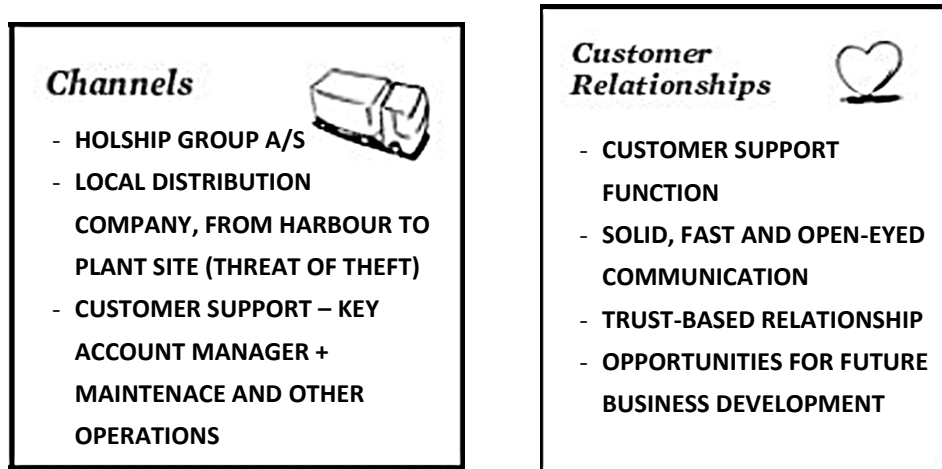 Channels
- HOLSHIP GROUP A/S
- LOCAL DISTRIBUTION
COMPANY, FROM HARBOUR TO
PLANT SITE (THREAT OF THEFT)
- CUSTOMER SUPPORT – KEY
ACCOUNT MANAGER +
MAINTENACE AND OTHER
OPERATIONS
Customer
Relationships
- CUSTOMER SUPPORT
FUNCTION
- SOLID, FAST AND OPEN-EYED
COMMUNICATION
- TRUST-BASED RELATIONSHIP
- OPPORTUNITIES FOR FUTURE
BUSINESS DEVELOPMENT